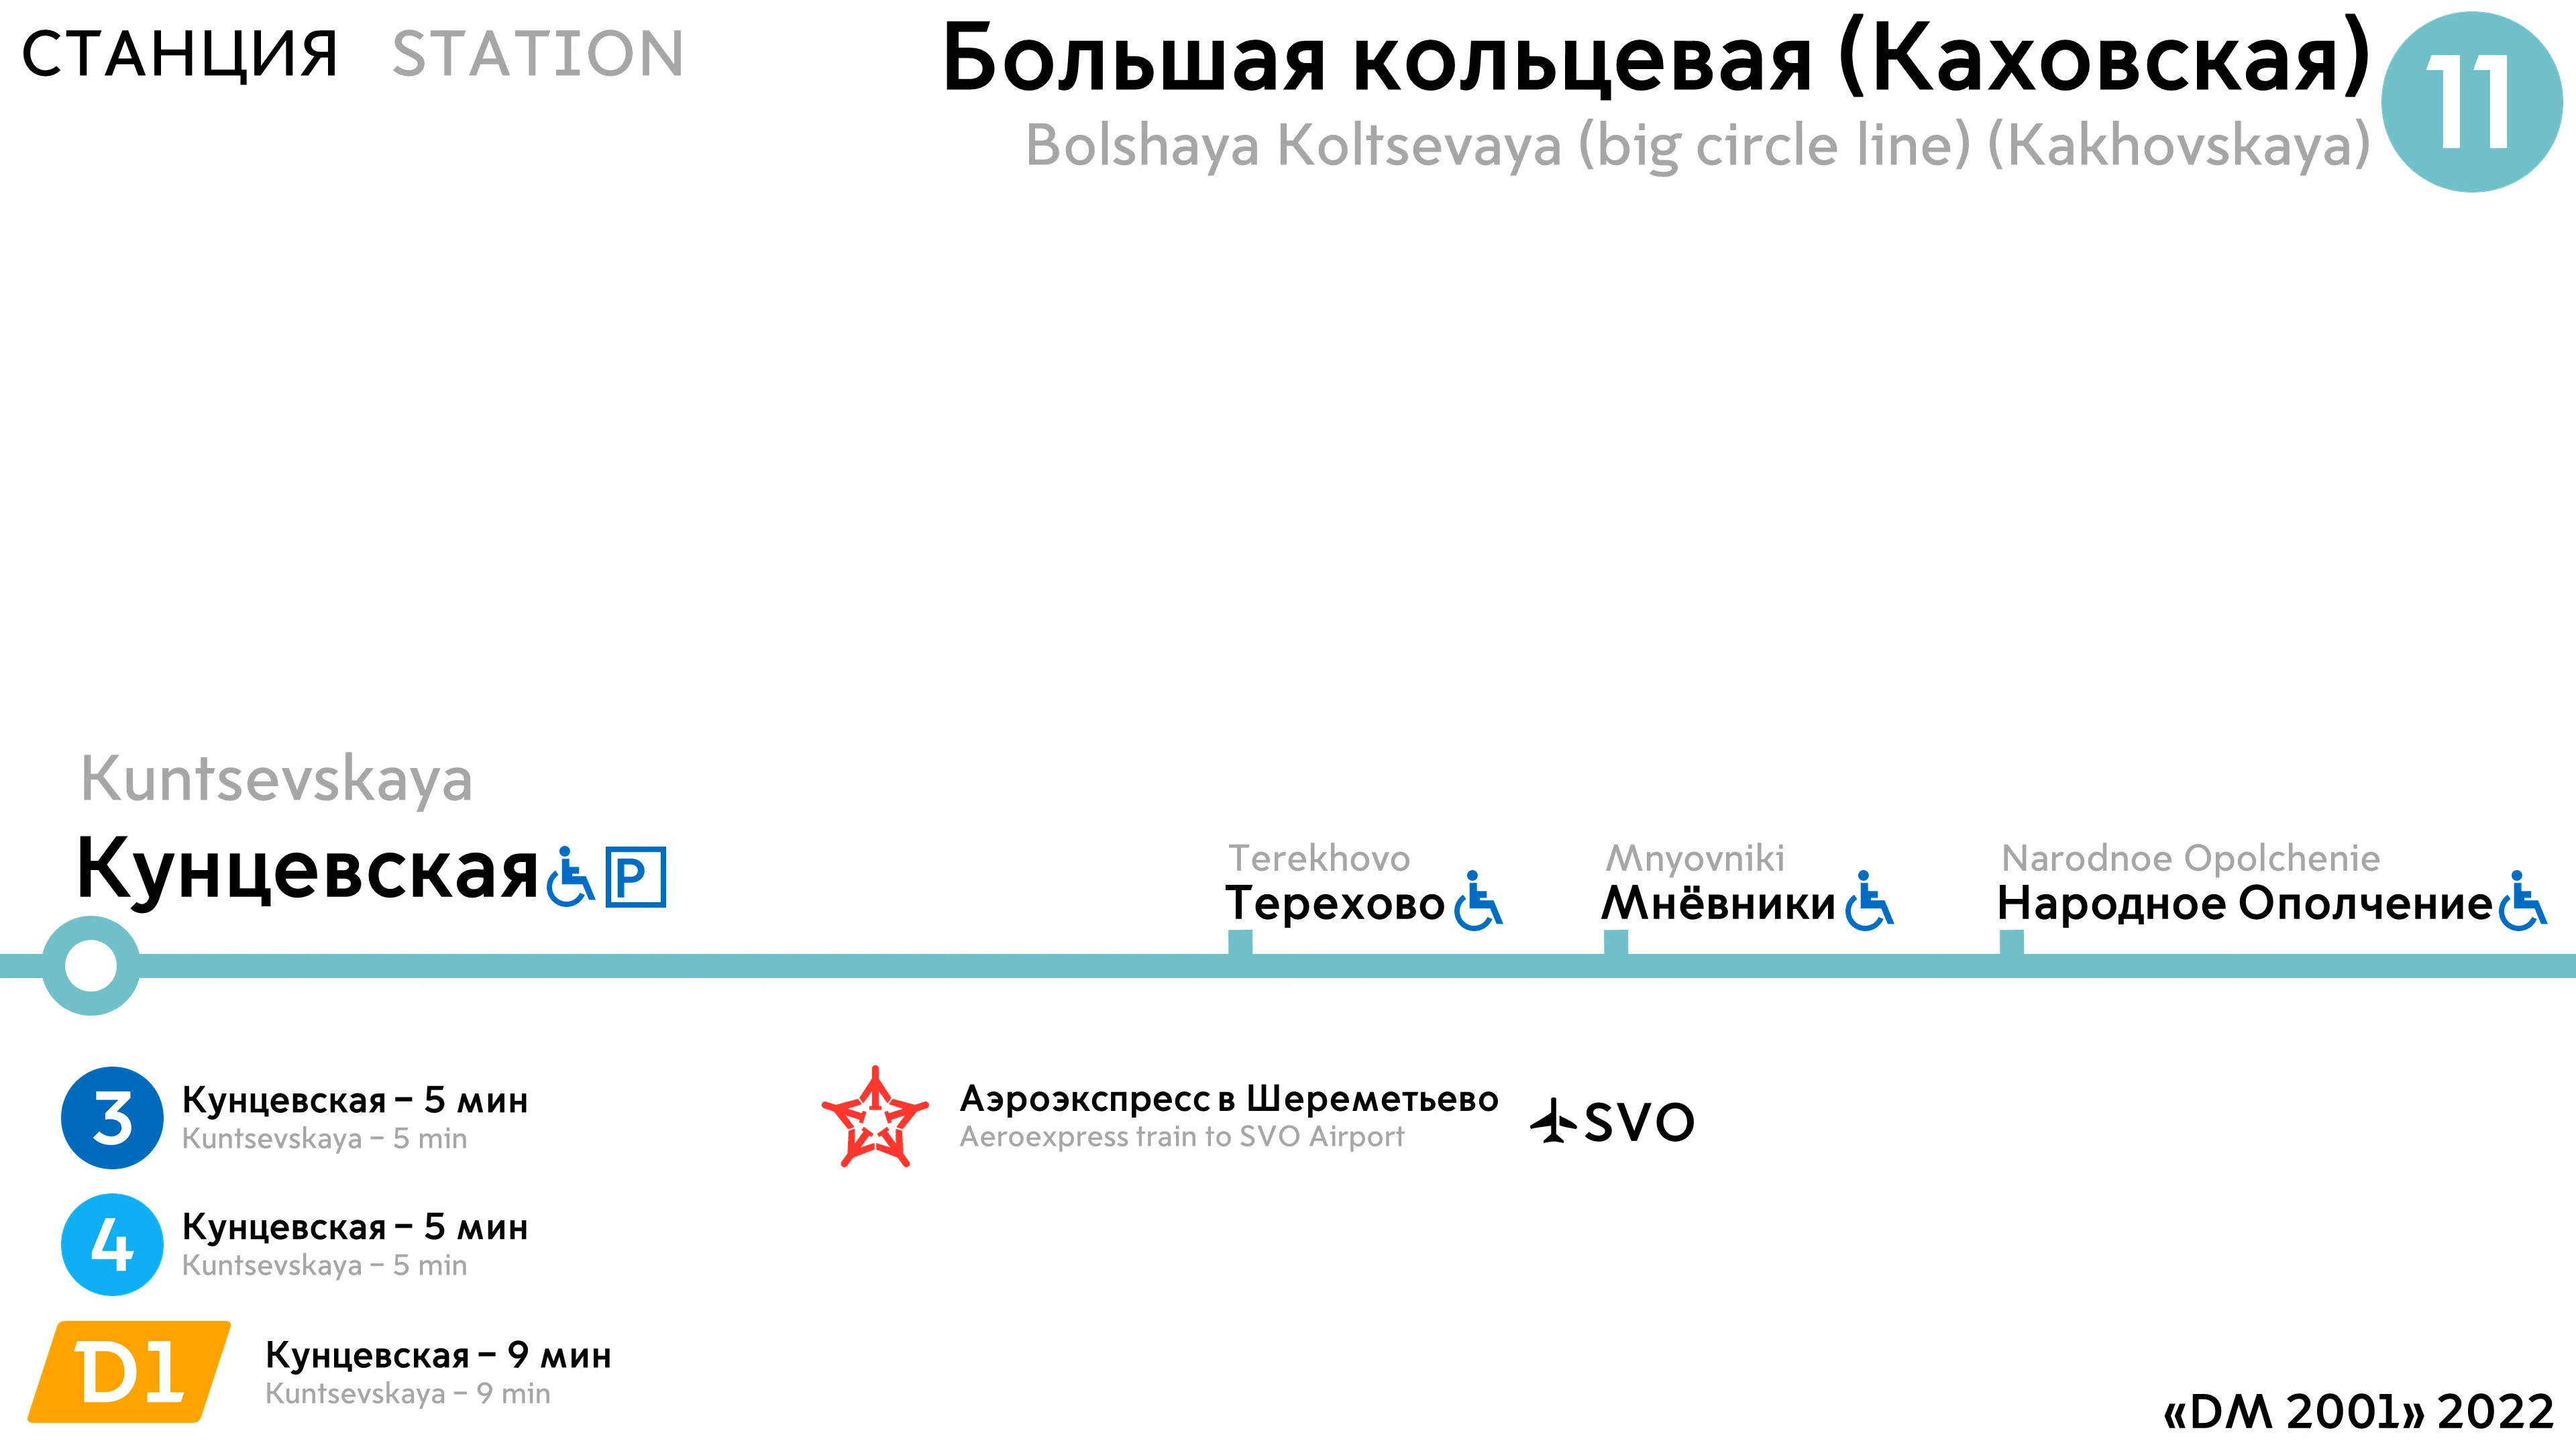 СТАНЦИЯ STATION
Большая кольцевая (Каховская) 11
Bolshaya Koltsevaya (big circle line) (Kakhovskaya)
Kuntsevskaya
Кунцевская P
Terekhovo
Терехово
Mnyovniki
Мнёвники
Narodnoe Opolchenie
Народное Ополчение
3 Кунцевская – 5 мин
Kuntsevskaya – 5 min
Аэроэкспресс в Шереметьево
Aeroexpress train to SVO Airport
SVO
4 Кунцевская – 5 мин
Kuntsevskaya – 5 min
D1 Кунцевская – 9 мин
Kuntsevskaya – 9 min
«DM 2001» 2022